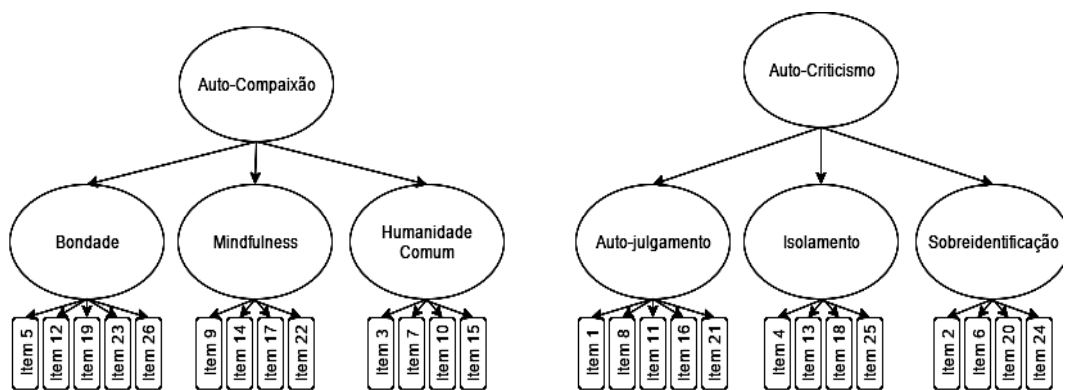 Auto-Compaixão
Auto-Criticismo
Bondade
Mindfulness
Humanidade
Comum
Auto-julgamento
Isolamento
Sobreidentificação
Item 5
Item 12
Item 19
Item 23
Item 26
Item 9
Item 14
Item 17
Item 22
Item 3
Item 7
Item 10
Item 15
Item 1
Item 8
Item 11
Item 16
Item 21
Item 4
Item 13
Item 18
Item 25
Item 2
Item 6
Item 20
Item 24